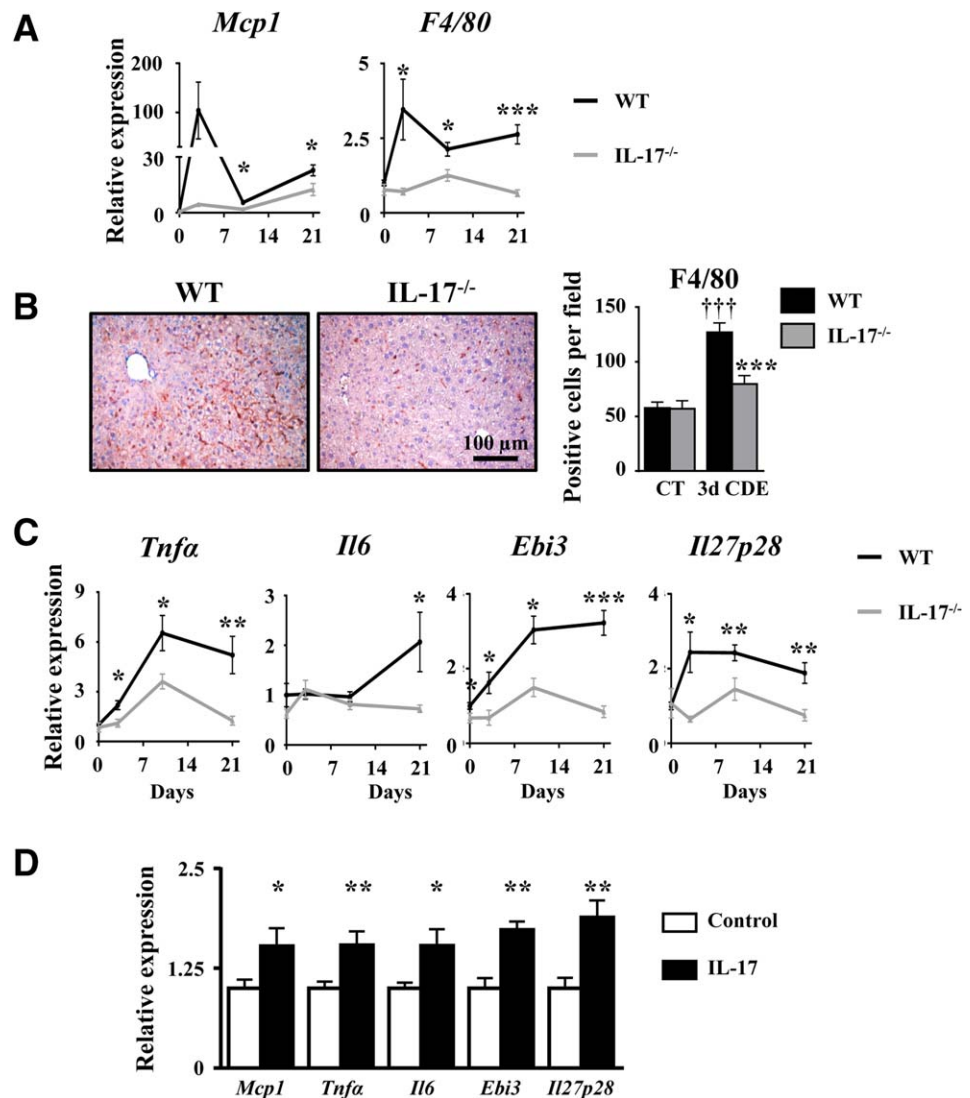 A
Mcp1
F4/80
Relative expression
200
100
30
0
0 7 14 21
*
*
5
2.5
0
0 7 14 21
*
*
***
WT
IL-17-/-
B
WT
IL-17-/-
100 µm
F4/80
Positive cells per field
150
100
50
0
†††
***
CT 3d CDE
WT
IL-17-/-
C
Tnfα
Il6
Ebi3
Il27p28
Relative expression
9
6
3
0
0 7 14 21
Days
*
*
**
3
2
1
0
0 7 14 21
Days
*
4
2
0
0 7 14 21
Days
*
*
*
***
4
2
0
0 7 14 21
Days
*
**
**
WT
IL-17-/-
D
Relative expression
2.5
1.25
0
* ** * ** **
Mcp1 Tnfα Il6 Ebi3 Il27p28
Control
IL-17